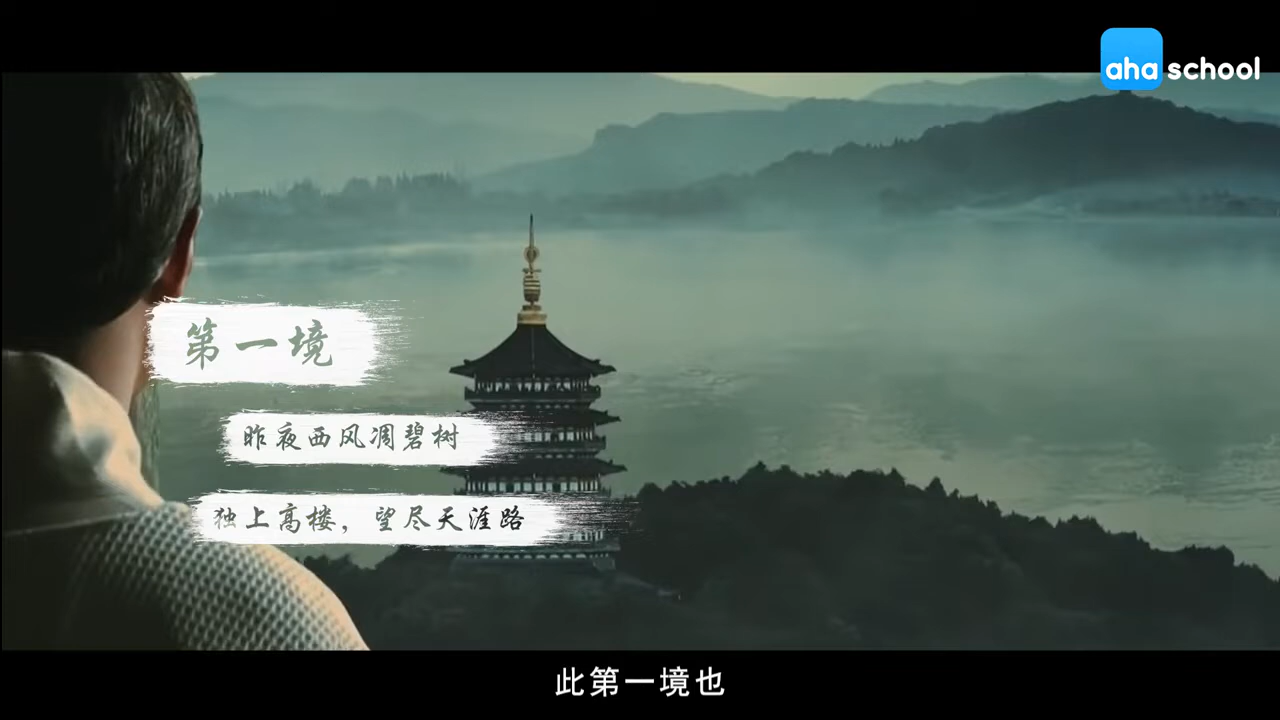 aha school
第一境
昨夜西风凋碧树
独上高楼，望尽天涯路
此第一境也